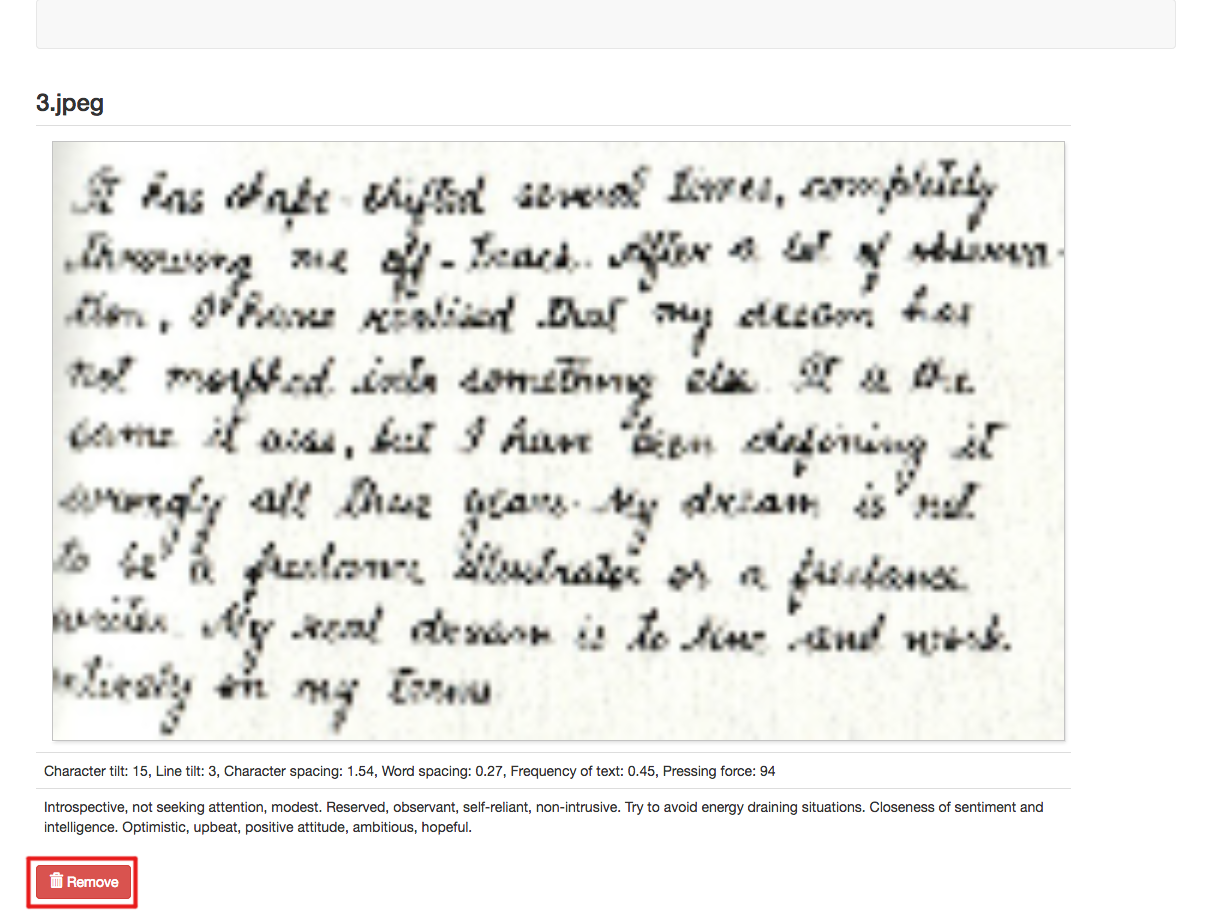 3.jpeg
It has shape-shifted several times, completely
throwing me off-track. After a lot of observa-
tion, I have realised that my dream has
not morphed into something else. It is the
same it was, but I have been defining it
wrongly all these years. My dream is not
to be a freelance illustrator or a freelance
writer. My real dream is to live and work
entirely on my terms
Character tilt: 15, Line tilt: 3, Character spacing: 1.54, Word spacing: 0.27, Frequency of text: 0.45, Pressing force: 94
Introspective, not seeking attention, modest. Reserved, observant, self-reliant, non-intrusive. Try to avoid energy draining situations. Closeness of sentiment and
intelligence. Optimistic, upbeat, positive attitude, ambitious, hopeful.
Remove